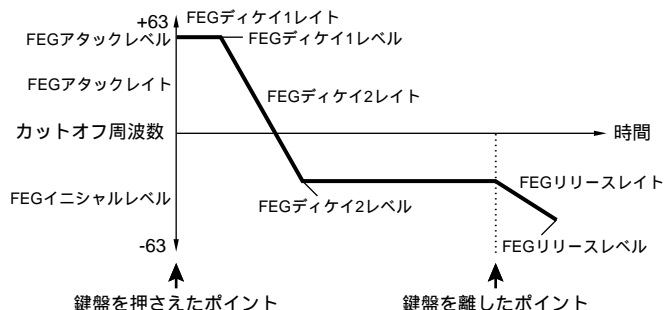 +63
FEGディケイ1レイト
FEGアタックレベル
FEGディケイ1レベル
FEGアタックレイト
FEGディケイ2レイト
カットオフ周波数
時間
FEGイニシャルレベル
FEGディケイ2レベル
FEGリリースレイト
FEGリリースレベル
-63
鍵盤を押さえたポイント
鍵盤を離したポイント